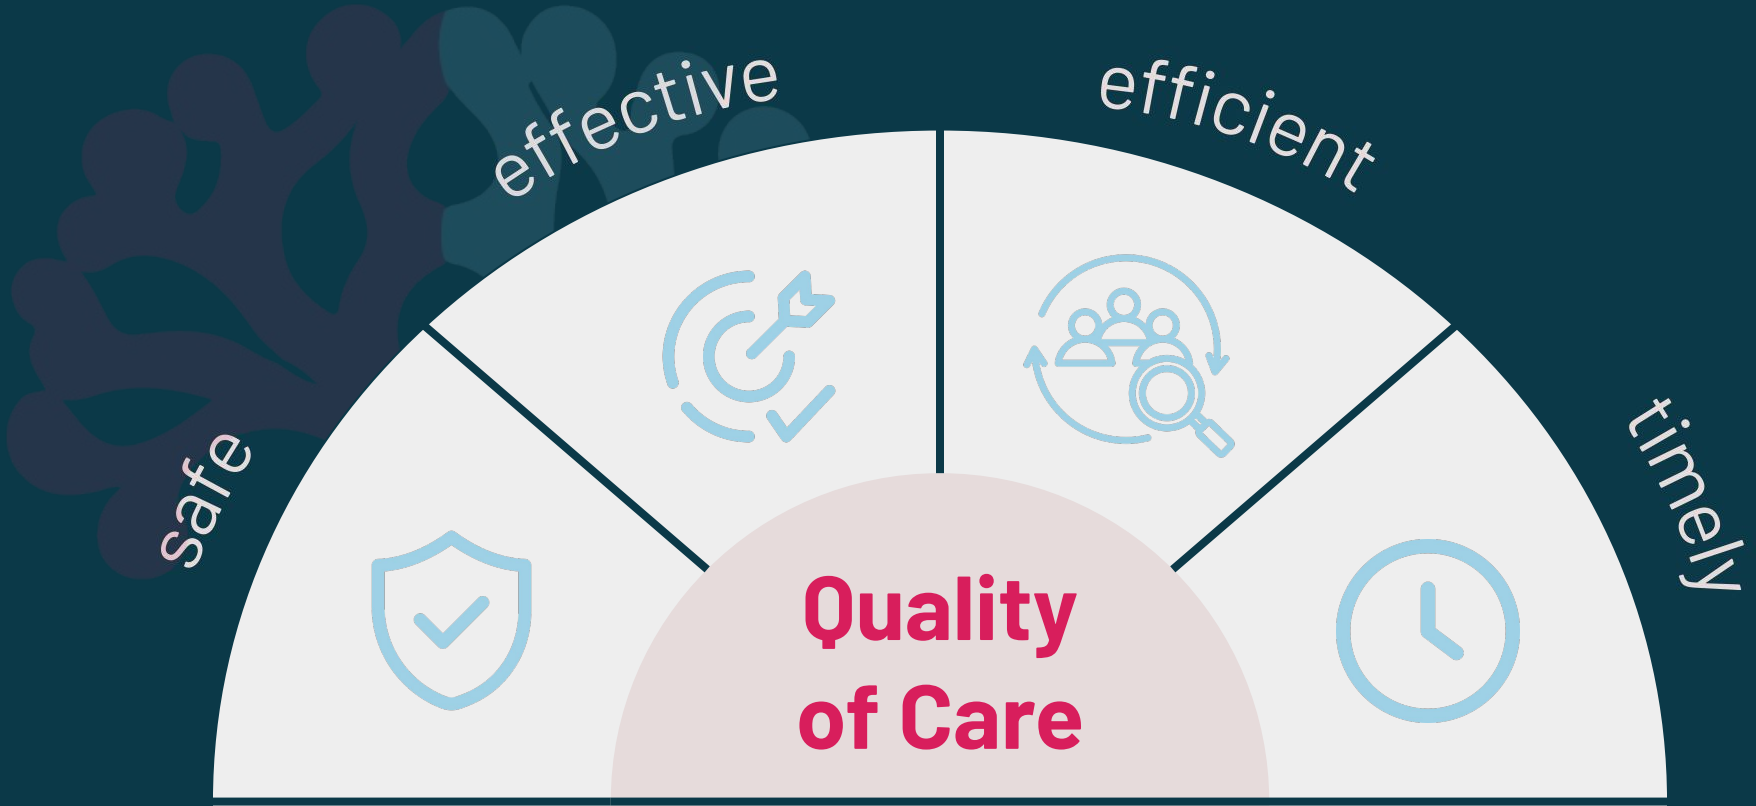 safe
effective
efficient
timely
Quality
of Care